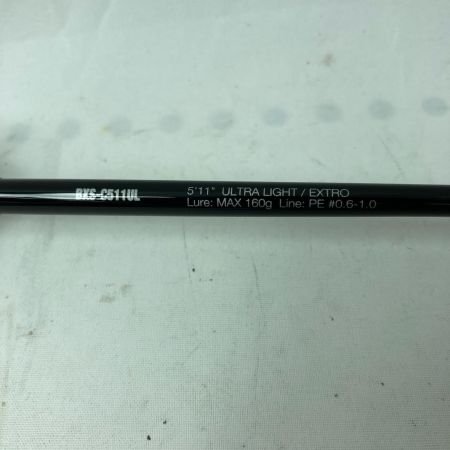 BXS-C511UL
5'11" ULTRA LIGHT / EXTRO
Lure: MAX 160g Line: PE #0.6-1.0